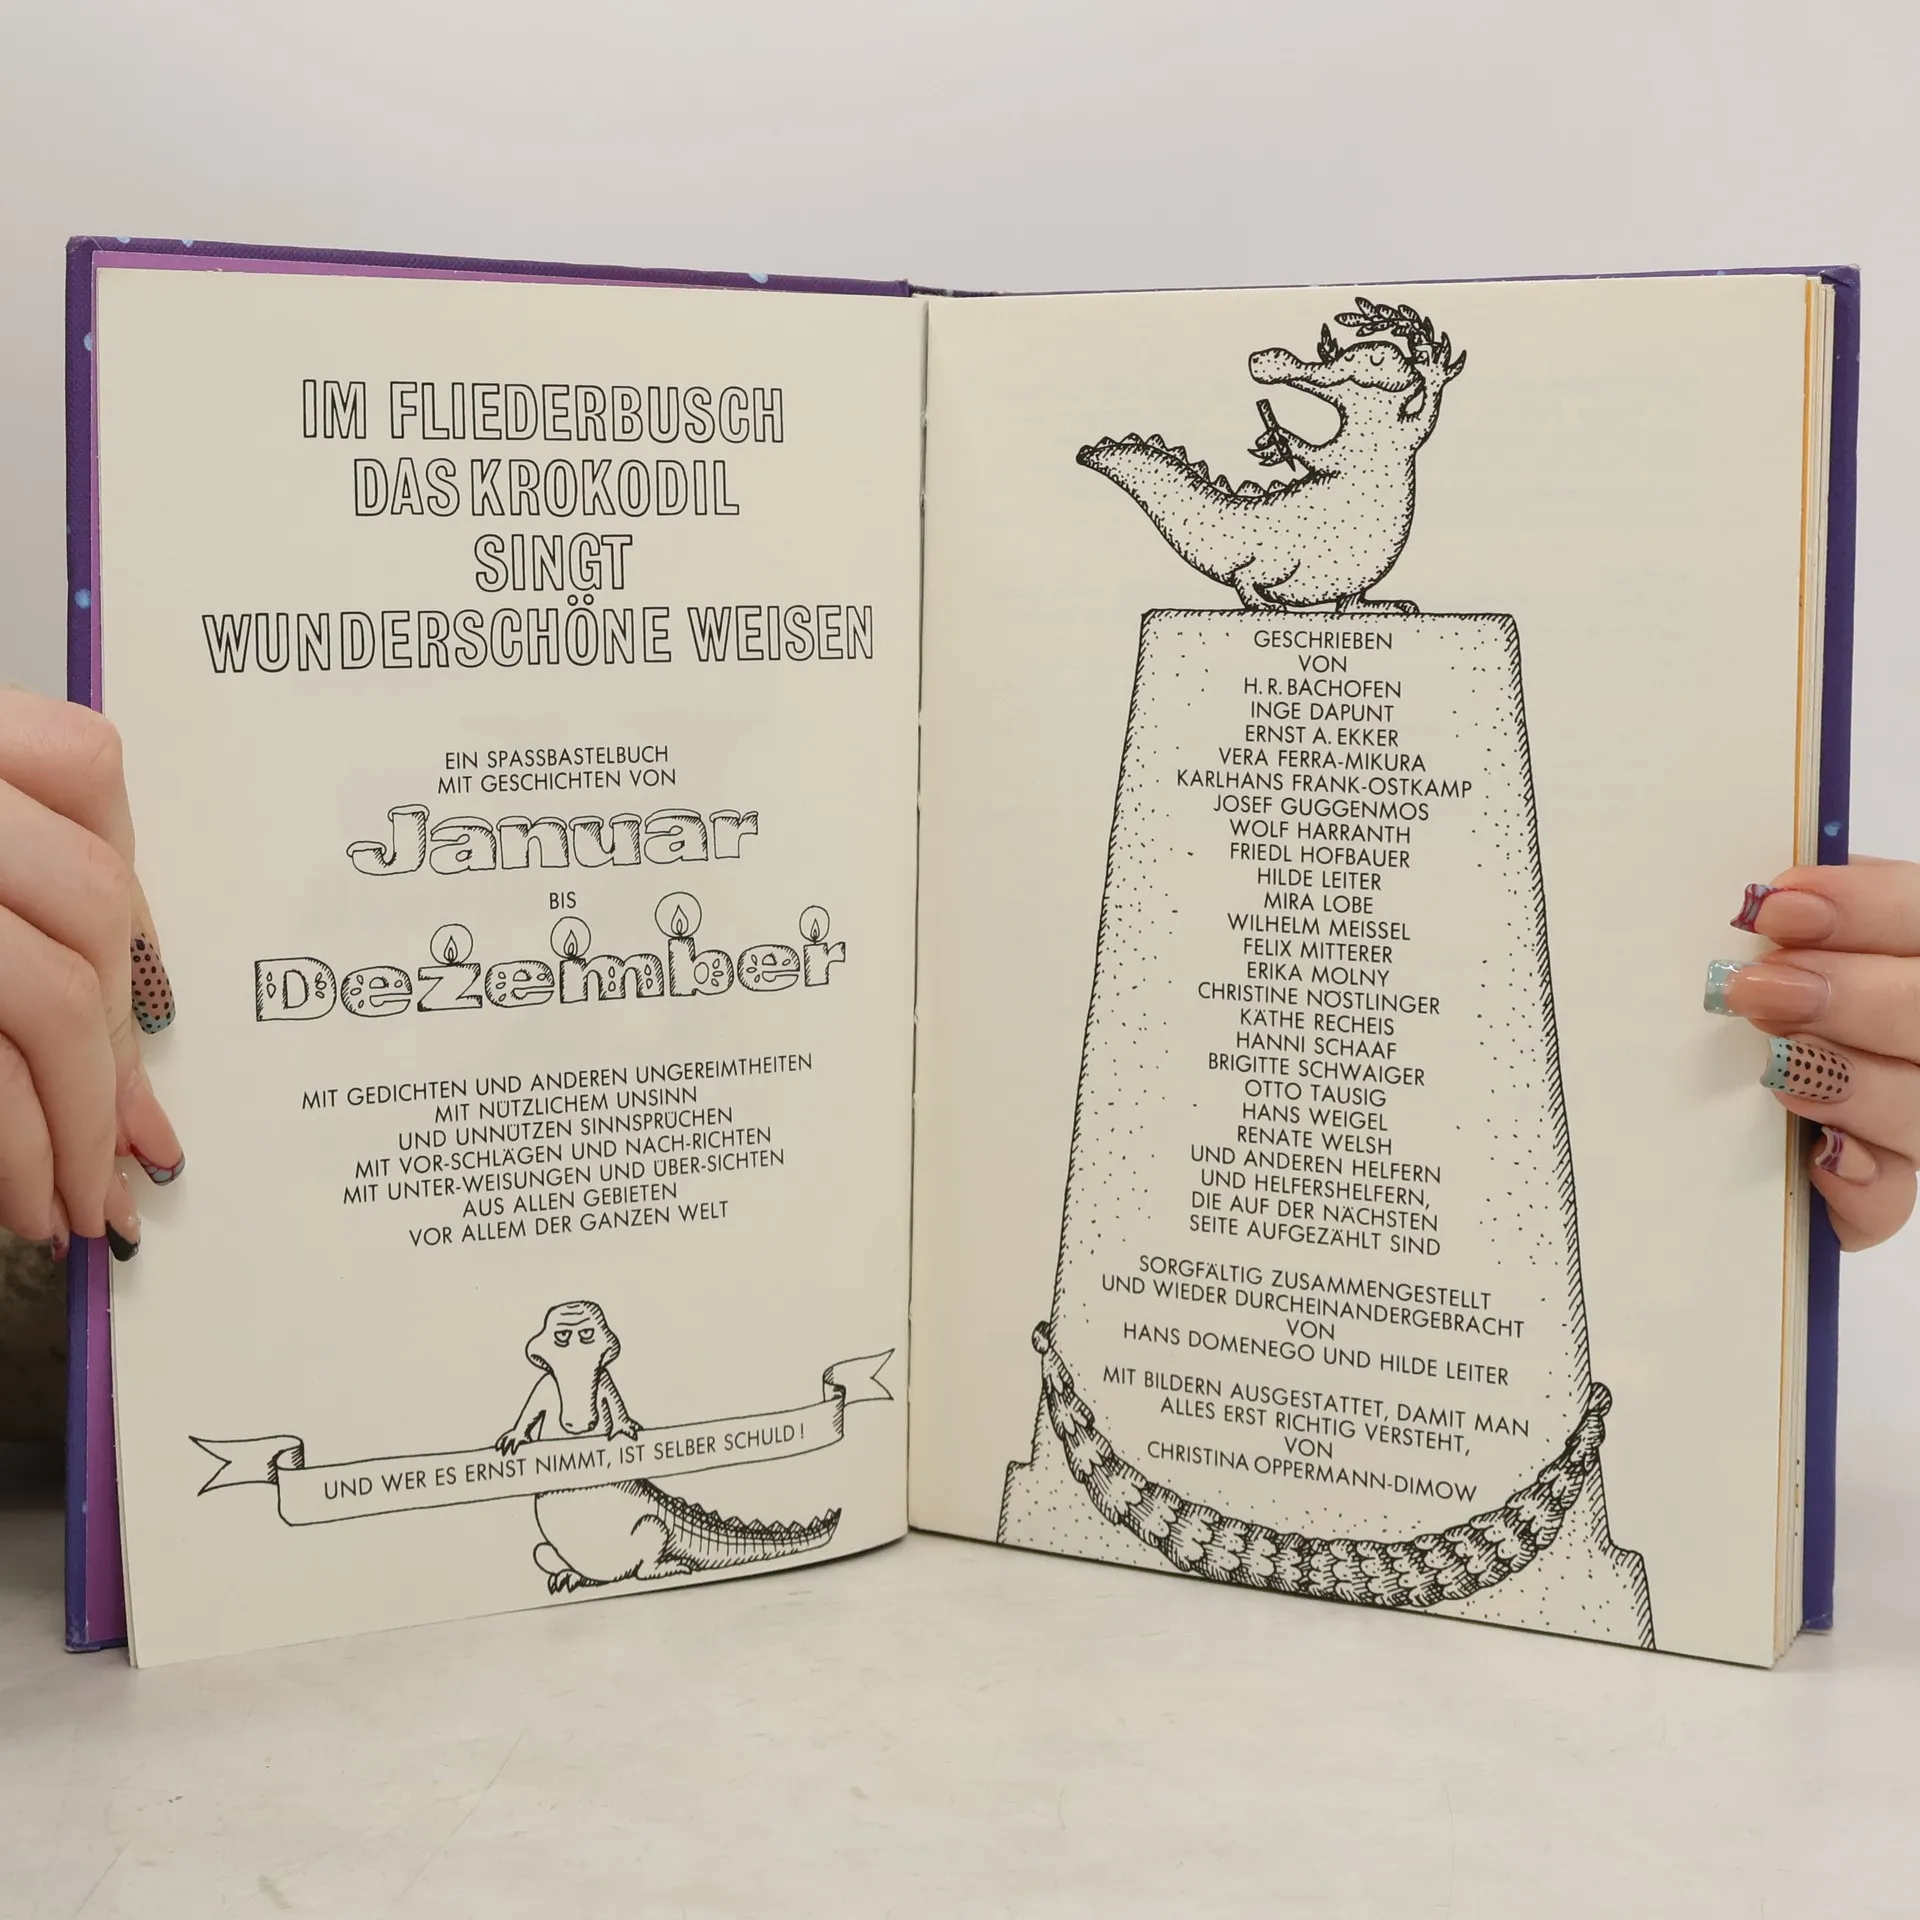 IM FLIEDERBUSCH
DAS KROKODIL
SINGT
WUNDERSCHÖNE WEISEN
EIN SPASSBASTELBUCH
MIT GESCHICHTEN VON
Januar
BIS
Dezember
MIT GEDICHTEN UND ANDEREN UNGEREIMTHEITEN
MIT NÜTZLICHEM UNSINN
UND UNNÜTZEN SINNSPRÜCHEN
MIT VOR-SCHLÄGEN UND NACH-RICHTEN
MIT UNTER-WEISUNGEN UND ÜBER-SICHTEN
AUS ALLEN GEBIETEN
VOR ALLEM DER GANZEN WELT
UND WER ES ERNST NIMMT, IST SELBER SCHULD!
GESCHRIEBEN
VON
H. R. BACHOFEN
INGE DAPUNT
ERNST A. EKKER
VERA FERRA-MIKURA
KARLHANS FRANK-OSTKAMP
JOSEF GUGGENMOS
WOLF HARRANTH
FRIEDL HOFBAUER
HILDE LEITER
MIRA LOBE
WILHELM MEISSEL
FELIX MITTERER
ERIKA MOLNY
CHRISTINE NÖSTLINGER
KÄTHE RECHEIS
HANNI SCHAAF
BRIGITTE SCHWAIGER
OTTO TAUSIG
HANS WEIGEL
RENATE WELSH
UND ANDEREN HELFERN
UND HELFERSHELFERN,
DIE AUF DER NÄCHSTEN
SEITE AUFGEZÄHLT SIND
SORGFÄLTIG ZUSAMMENGESTELLT
UND WIEDER DURCHEINANDERGEBRACHT
VON
HANS DOMENEGO UND HILDE LEITER
MIT BILDERN AUSGESTATTET, DAMIT MAN
ALLES ERST RICHTIG VERSTEHT,
VON
CHRISTINA OPPERMANN-DIMOW